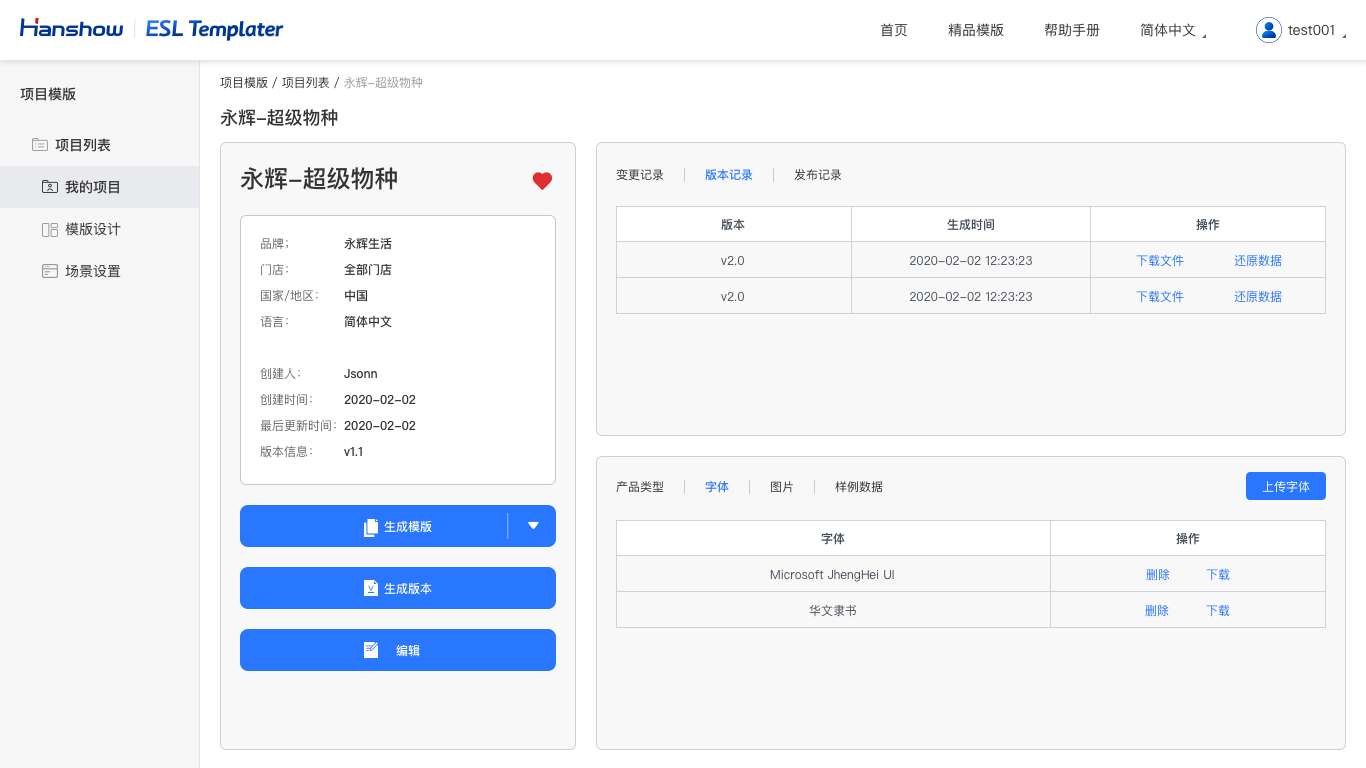 Hanshow ESL Templater 首页 精品模版 帮助手册 简体中文 test001
项目模版
项目列表
我的项目
模版设计
场景设置
项目模版 / 项目列表 / 永辉-超级物种
永辉-超级物种
永辉-超级物种
品牌;
永辉生活
门店:
全部门店
国家/地区:
中国
语言:
简体中文
创建人:
Jsonn
创建时间:
2020-02-02
最后更新时间:
2020-02-02
版本信息:
v1.1
生成模版
生成版本
编辑
变更记录 版本记录 发布记录
版本 生成时间 操作
v2.0 2020-02-02 12:23:23 下载文件 还原数据
v2.0 2020-02-02 12:23:23 下载文件 还原数据
产品类型 字体 图片 样例数据 上传字体
字体 操作
Microsoft JhengHei UI 删除 下载
华文隶书 删除 下载